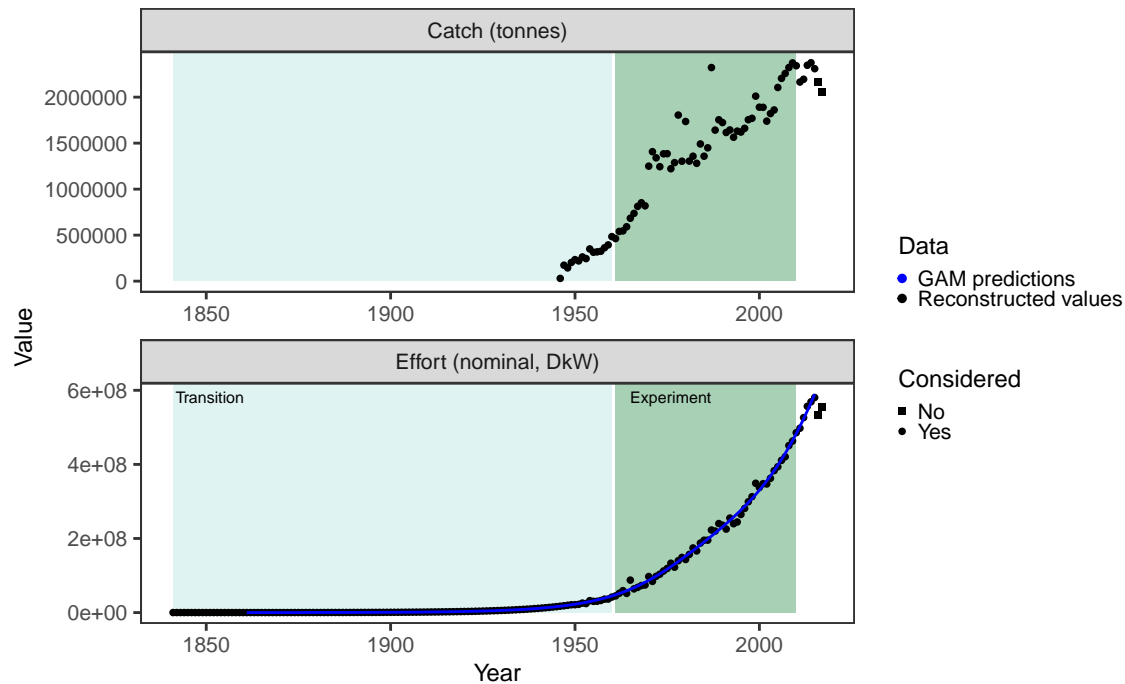 Catch (tonnes)
2000000
1500000
1000000
500000
0
1850 1900 1950 2000
Value
Effort (nominal, DkW)
Transition Experiment
6e+08
4e+08
2e+08
0e+00
1850 1900 1950 2000
Year
Data
GAM predictions
Reconstructed values
Considered
No
Yes